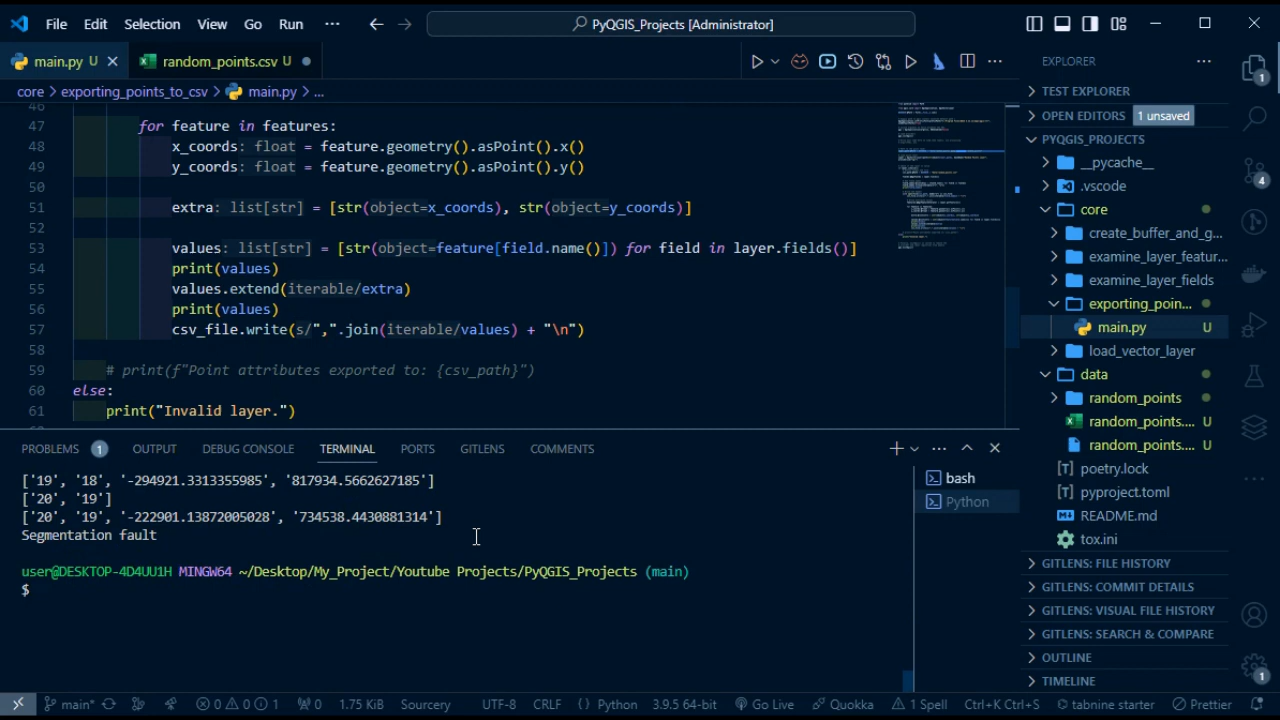 File Edit Selection View Go Run ··· PyQGIS_Projects [Administrator]
main.py U random_points.csv U
core > exporting_points_to_csv > main.py > ...
46
47 for feature in features:
48 x_coords: float = feature.geometry().asPoint().x()
49 y_coords: float = feature.geometry().asPoint().y()
50
51 extra: list[str] = [str(object=x_coords), str(object=y_coords)]
52
53 values: list[str] = [str(object=feature[field.name()]) for field in layer.fields()]
54 print(values)
55 values.extend(iterable/extra)
56 print(values)
57 csv_file.write(s/",".join(iterable/values) + "\n")
58
59 # print(f"Point attributes exported to: {csv_path}")
60 else:
61 print("Invalid layer.")
PROBLEMS 1 OUTPUT DEBUG CONSOLE TERMINAL PORTS GITLENS COMMENTS
['19', '18', '-294921.3313355985', '817934.5662627185']
['20', '19']
['20', '19', '-222901.13872005028', '734538.4430881314']
Segmentation fault
user@DESKTOP-4D4UU1H MINGW64 ~/Desktop/My_Project/Youtube Projects/PyQGIS_Projects (main)
$
bash
Python
EXPLORER ···
TEST EXPLORER
OPEN EDITORS 1 unsaved
PYQGIS_PROJECTS
__pycache__
.vscode
core
create_buffer_and_g...
examine_layer_featur...
examine_layer_fields
exporting_poin...
main.py U
load_vector_layer
data
random_points
random_points.... U
random_points.... U
poetry.lock
pyproject.toml
README.md
tox.ini
GITLENS: FILE HISTORY
GITLENS: COMMIT DETAILS
GITLENS: VISUAL FILE HISTORY
GITLENS: SEARCH & COMPARE
OUTLINE
TIMELINE
1
4
1
main* 0 0 1 0 1.75 KiB Sourcery UTF-8 CRLF {} Python 3.9.5 64-bit Go Live Quokka 1 Spell Ctrl+K Ctrl+S tabnine starter Prettier